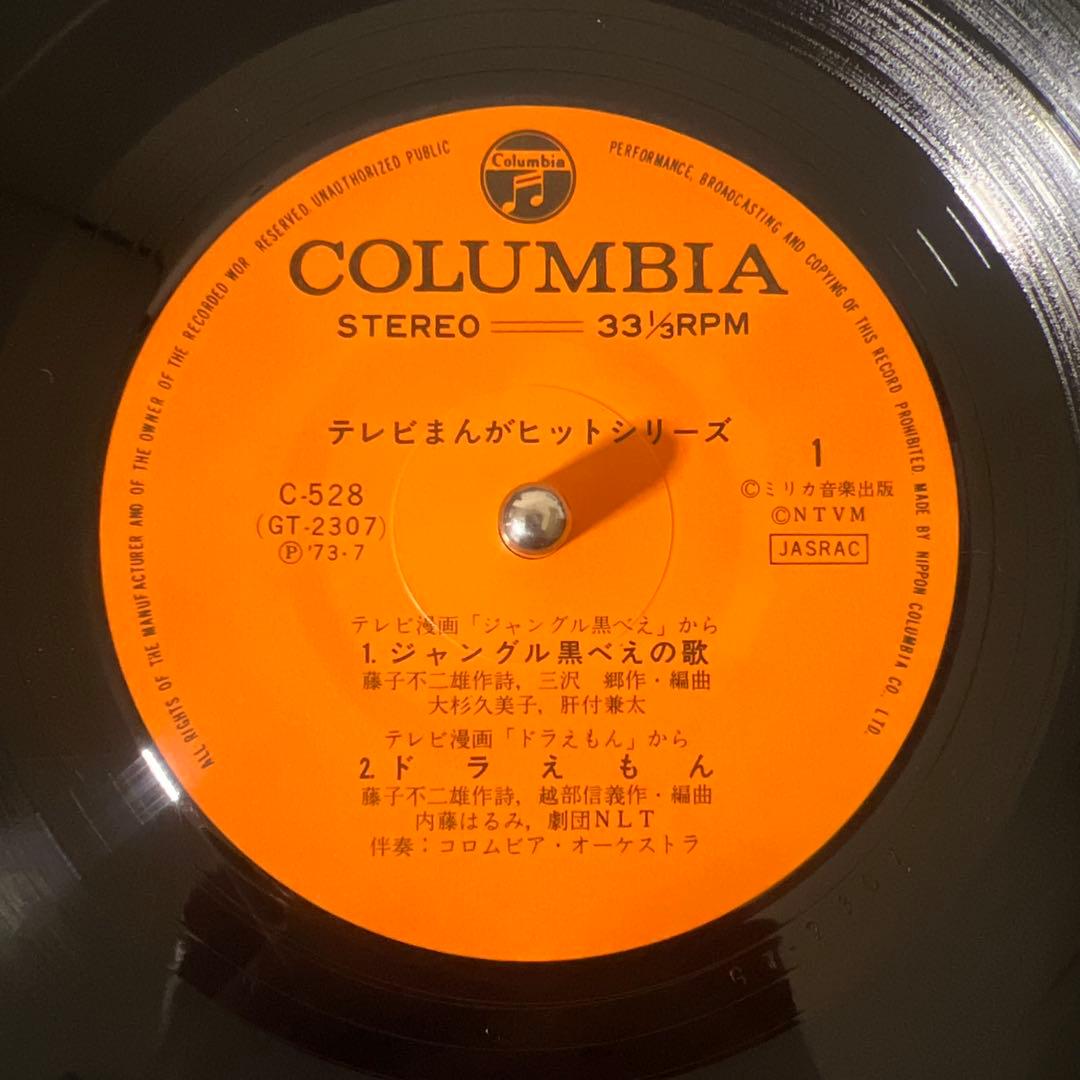 Columbia
COLUMBIA
STEREO 33⅓RPM
テレビまんがヒットシリーズ
1
C-528
(GT-2307)
Ⓟ '73・7
©ミリカ音楽出版
©NTVM
JASRAC
テレビ漫画「ジャングル黒べえ」から
1. ジャングル黒べえの歌
藤子不二雄作詩, 三沢 郷作・編曲
大杉久美子, 肝付兼太
テレビ漫画「ドラえもん」から
2. ドラえもん
藤子不二雄作詩, 越部信義作・編曲
内藤はるみ, 劇団NLT
伴奏：コロムビア・オーケストラ
ALL RIGHTS OF THE MANUFACTURER AND OF THE OWNER OF THE RECORDED WOR RESERVED. UNAUTHORIZED PUBLIC PERFORMANCE, BROADCASTING AND COPYING OF THIS RECORD PROHIBITED. MADE BY NIPPON COLUMBIA CO., LTD.